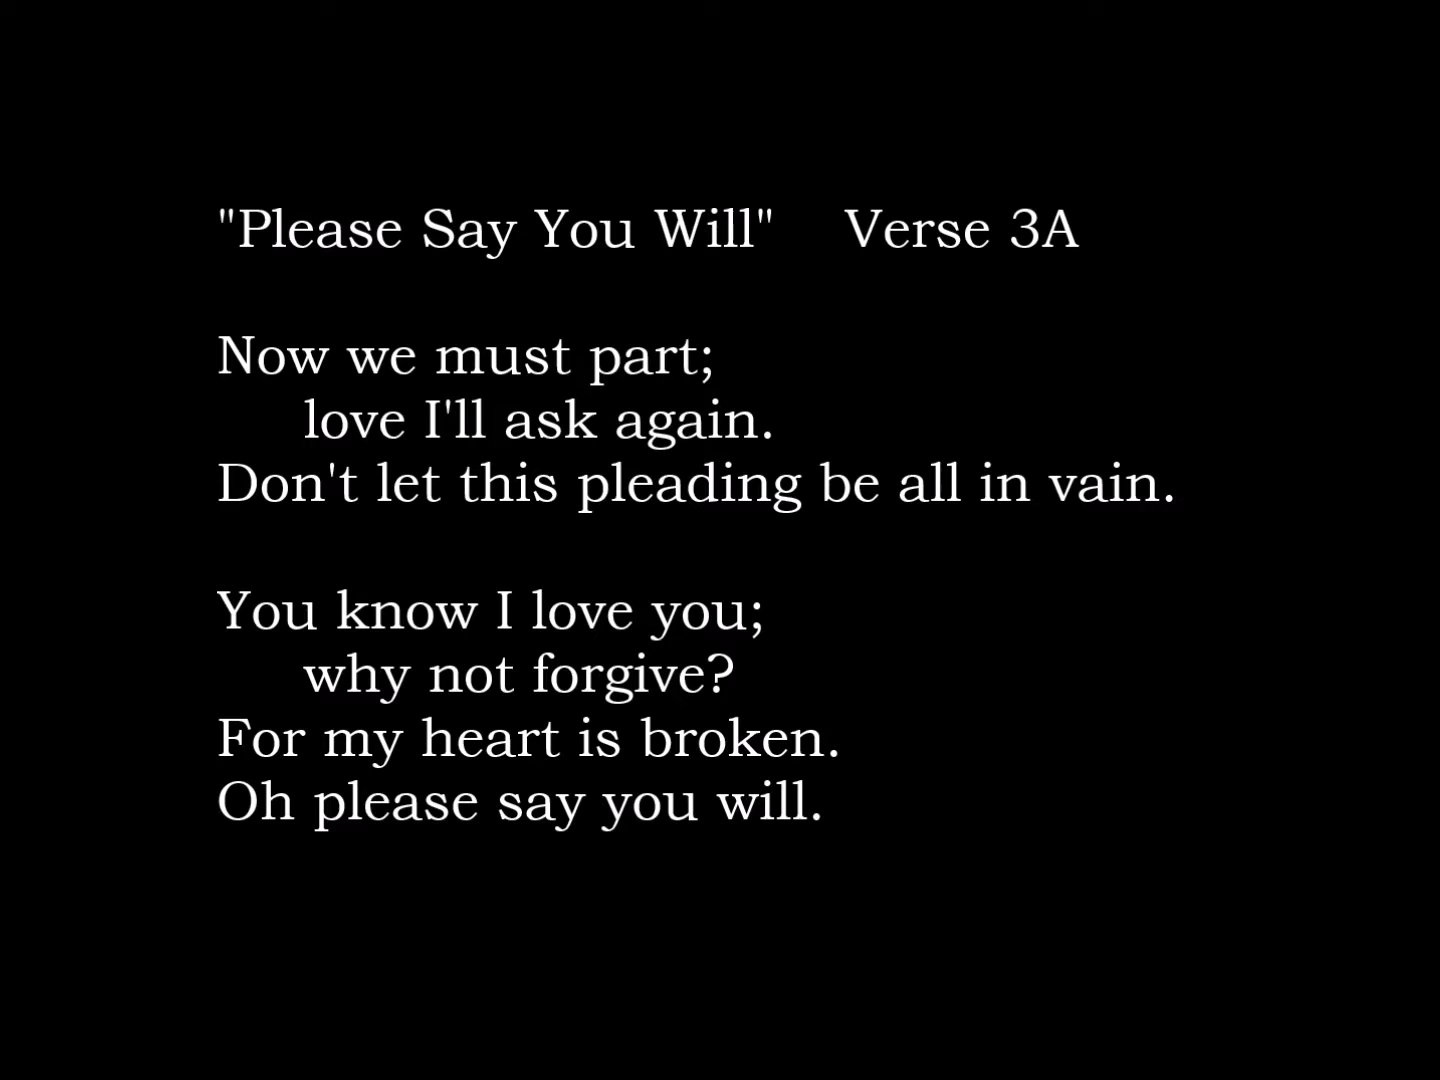 "Please Say You Will"    Verse 3A
Now we must part;
love I'll ask again.
Don't let this pleading be all in vain.
You know I love you;
why not forgive?
For my heart is broken.
Oh please say you will.